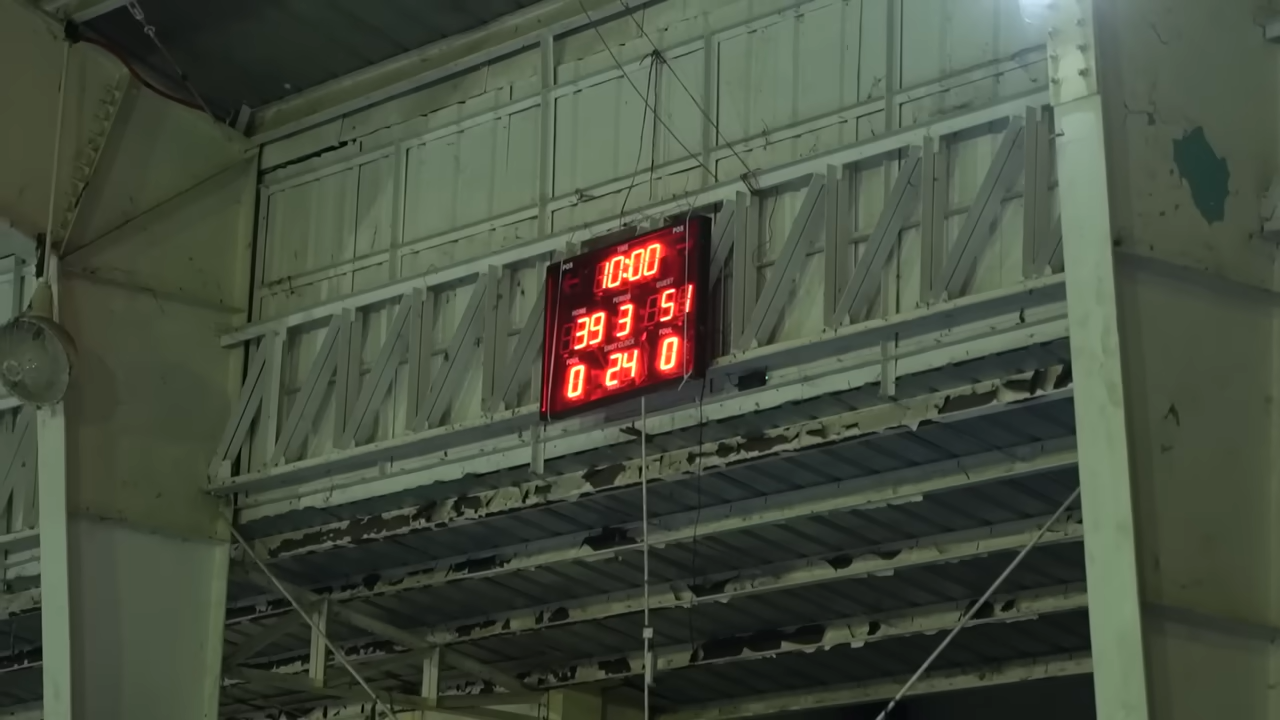 TIME
POS POS
10:00
HOME PERIOD GUEST
39 3 51
FOUL SHOT CLOCK FOUL
0 24 0